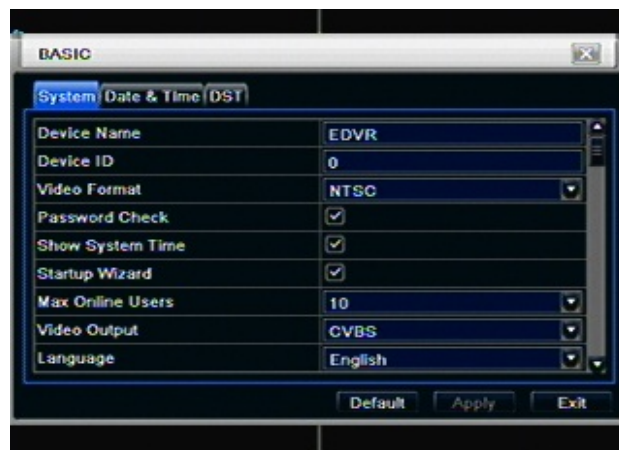 BASIC
System Date & Time DST
Device Name EDVR
Device ID 0
Video Format NTSC
Password Check
Show System Time
Startup Wizard
Max Online Users 10
Video Output CVBS
Language English
Default Apply Exit